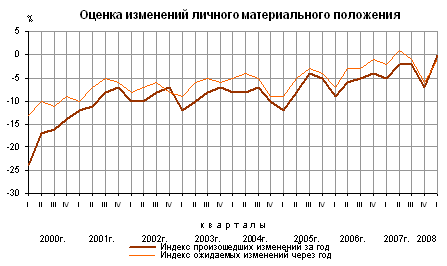 Оценка изменений личного материального положения
%
5
0
-5
-10
-15
-20
-25
-30
I II III IV I II III IV I II III IV I II III IV I II III IV I II III IV I II III IV I II III IV I
кварталы
2000г. 2001г. 2002г. 2003г. 2004г. 2005г. 2006г. 2007г. 2008
Индекс произошедших изменений за год
Индекс ожидаемых изменений через год